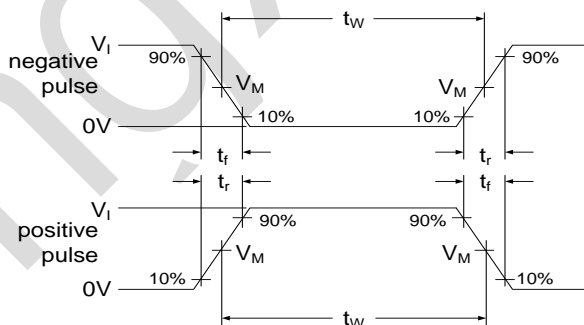 tW
VI
90%
90%
negative
pulse
VM
VM
10%
10%
0V
tf
tr
tr
tf
VI
90%
90%
positive
pulse
VM
VM
10%
10%
0V
tW